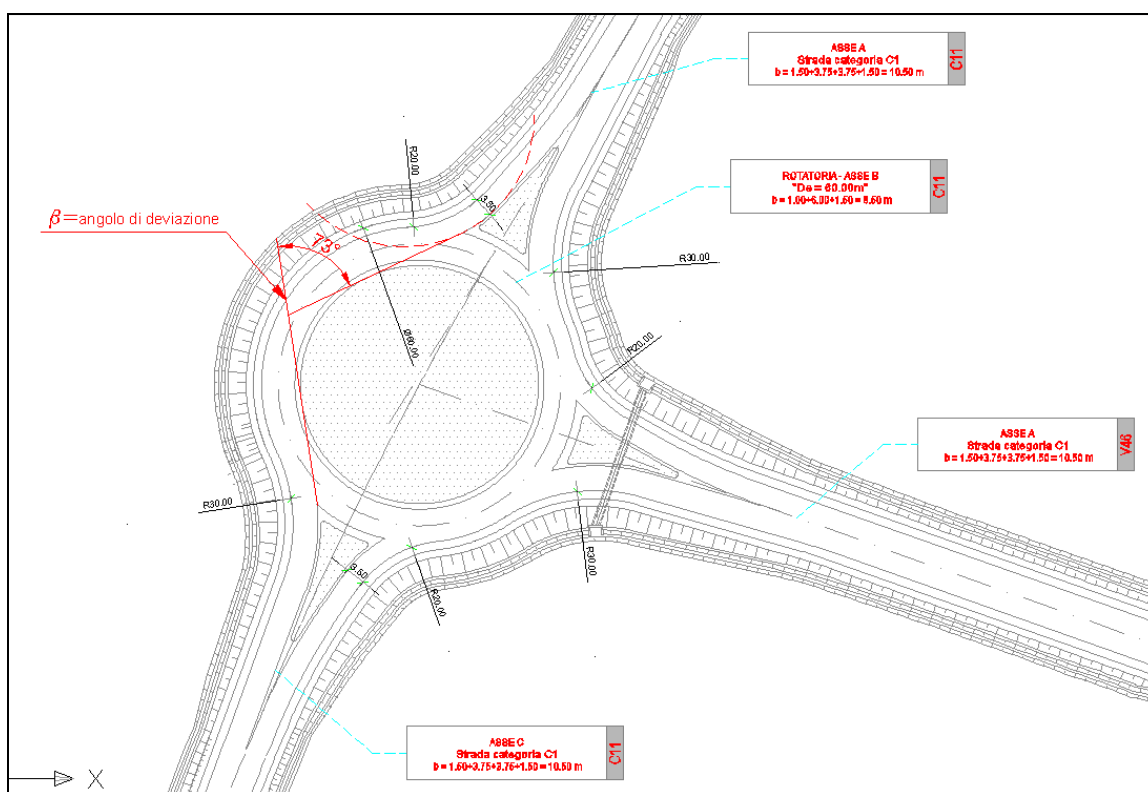 ASSE A
Strada categoria C1
b = 1.50+3.75+3.75+1.50 = 10.50 m
C11
ROTATORIA - ASSE B
"De = 60.00m"
b = 1.00+6.00+1.50 = 8.50 m
C11
R20.00
3.50
β=angolo di deviazione
73°
R30.00
Ø60.00
R20.00
ASSE A
Strada categoria C1
b = 1.50+3.75+3.75+1.50 = 10.50 m
V46
R30.00
3.50
R20.00
R30.00
ASSE C
Strada categoria C1
b = 1.50+3.75+3.75+1.50 = 10.50 m
C11
X